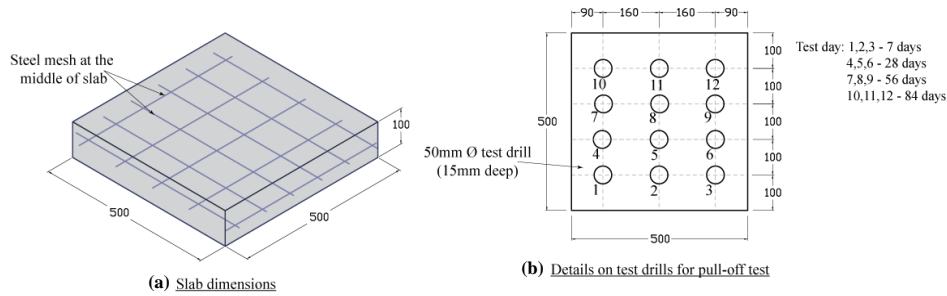 Steel mesh at the
middle of slab
100
500
500
(a) Slab dimensions
90 160 160 90
100
100
100
100
100
500
10 11 12
7 8 9
4 5 6
1 2 3
50mm Ø test drill
(15mm deep)
500
(b) Details on test drills for pull-off test
Test day: 1,2,3 - 7 days
4,5,6 - 28 days
7,8,9 - 56 days
10,11,12 - 84 days